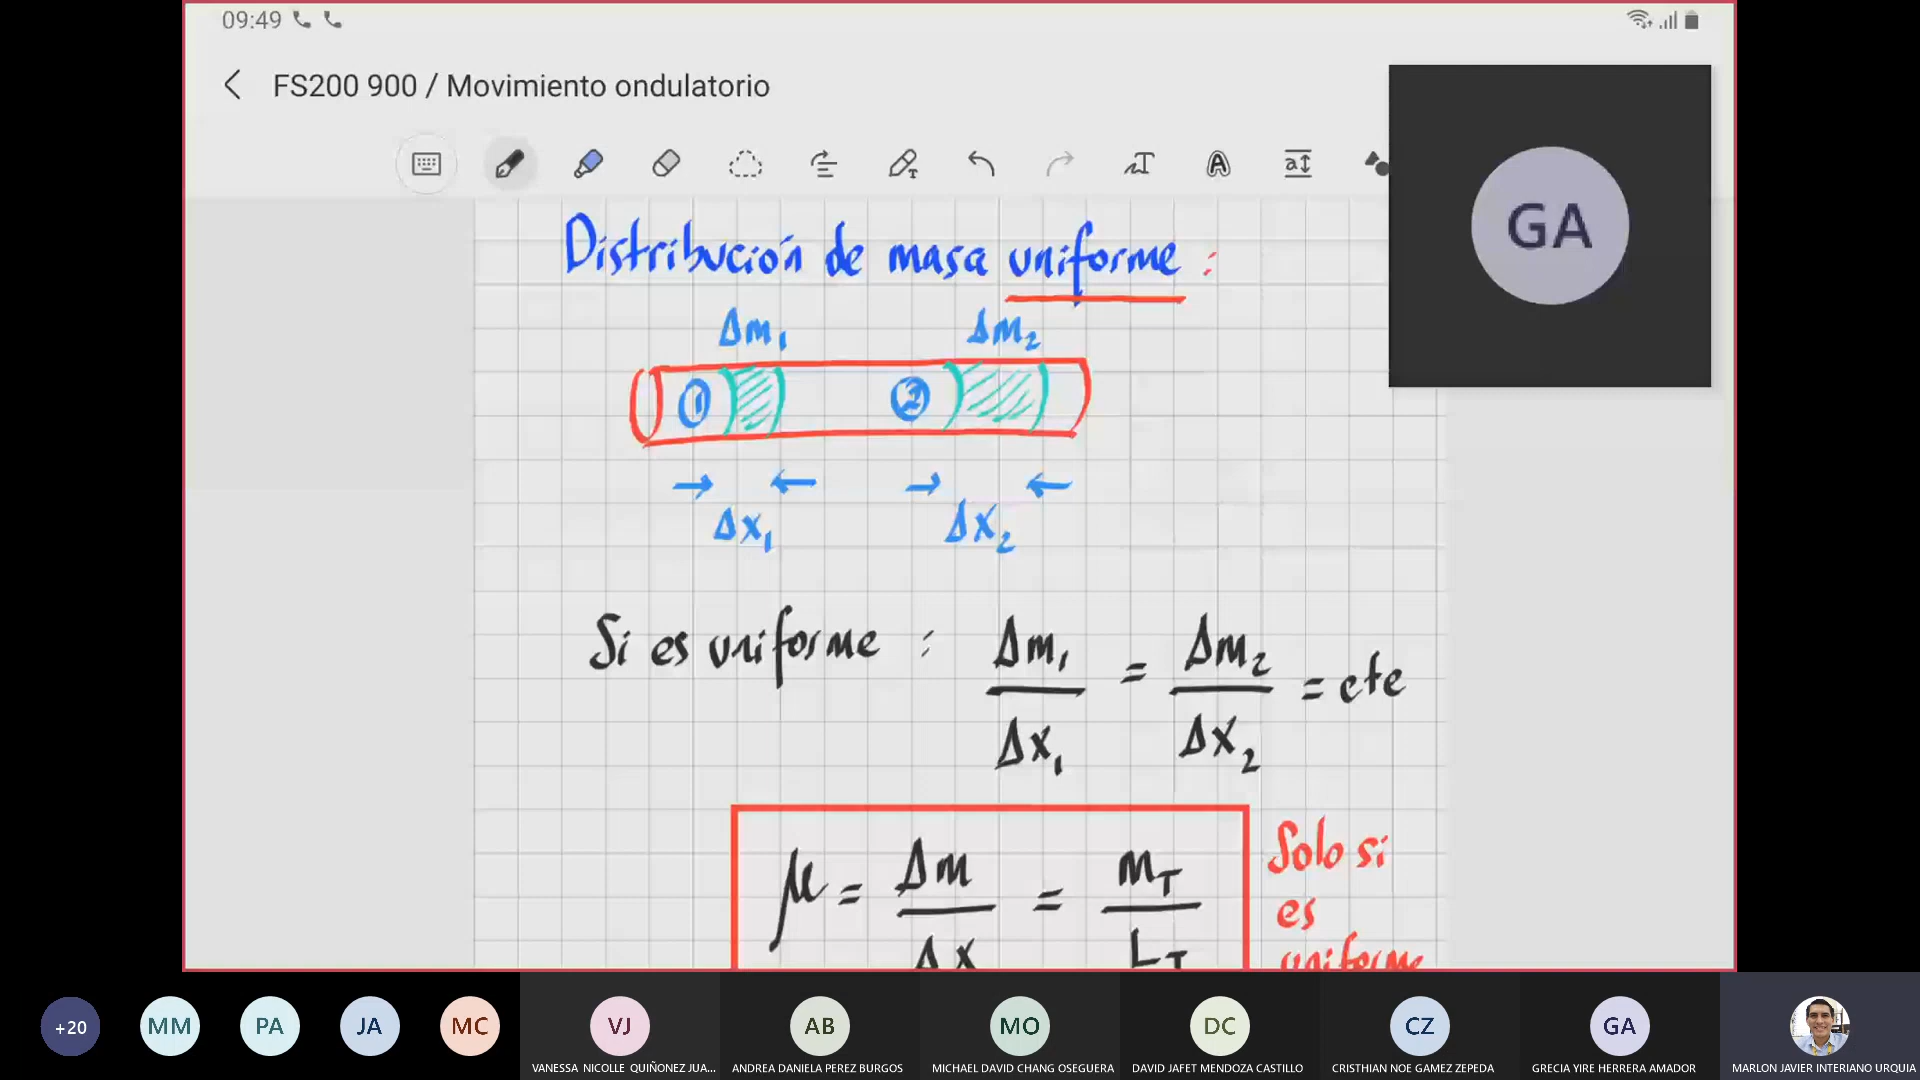 09:49
FS200 900 / Movimiento ondulatorio
GA
Distribución de masa uniforme :
Δm₁ Δm₂
1 2
→ ← → ←
Δx₁ Δx₂
Si es uniforme : Δm₁/Δx₁ = Δm₂/Δx₂ = cte
μ = Δm/Δx = m_T/L_T
Solo si
es
uniforme
+20 MM PA JA MC VJ AB MO DC CZ GA
VANESSA NICOLLE QUIÑONEZ JUA... ANDREA DANIELA PEREZ BURGOS MICHAEL DAVID CHANG OSEGUERA DAVID JAFET MENDOZA CASTILLO CRISTHIAN NOE GAMEZ ZEPEDA GRECIA YIRE HERRERA AMADOR MARLON JAVIER INTERIANO URQUIA